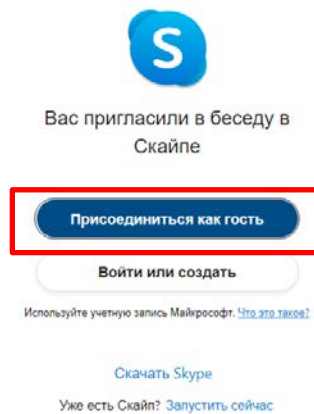 S
Вас пригласили в беседу в
Скайпе
Присоединиться как гость
Войти или создать
Используйте учетную запись Майкрософт. Что это такое?
Скачать Skype
Уже есть Скайп? Запустить сейчас